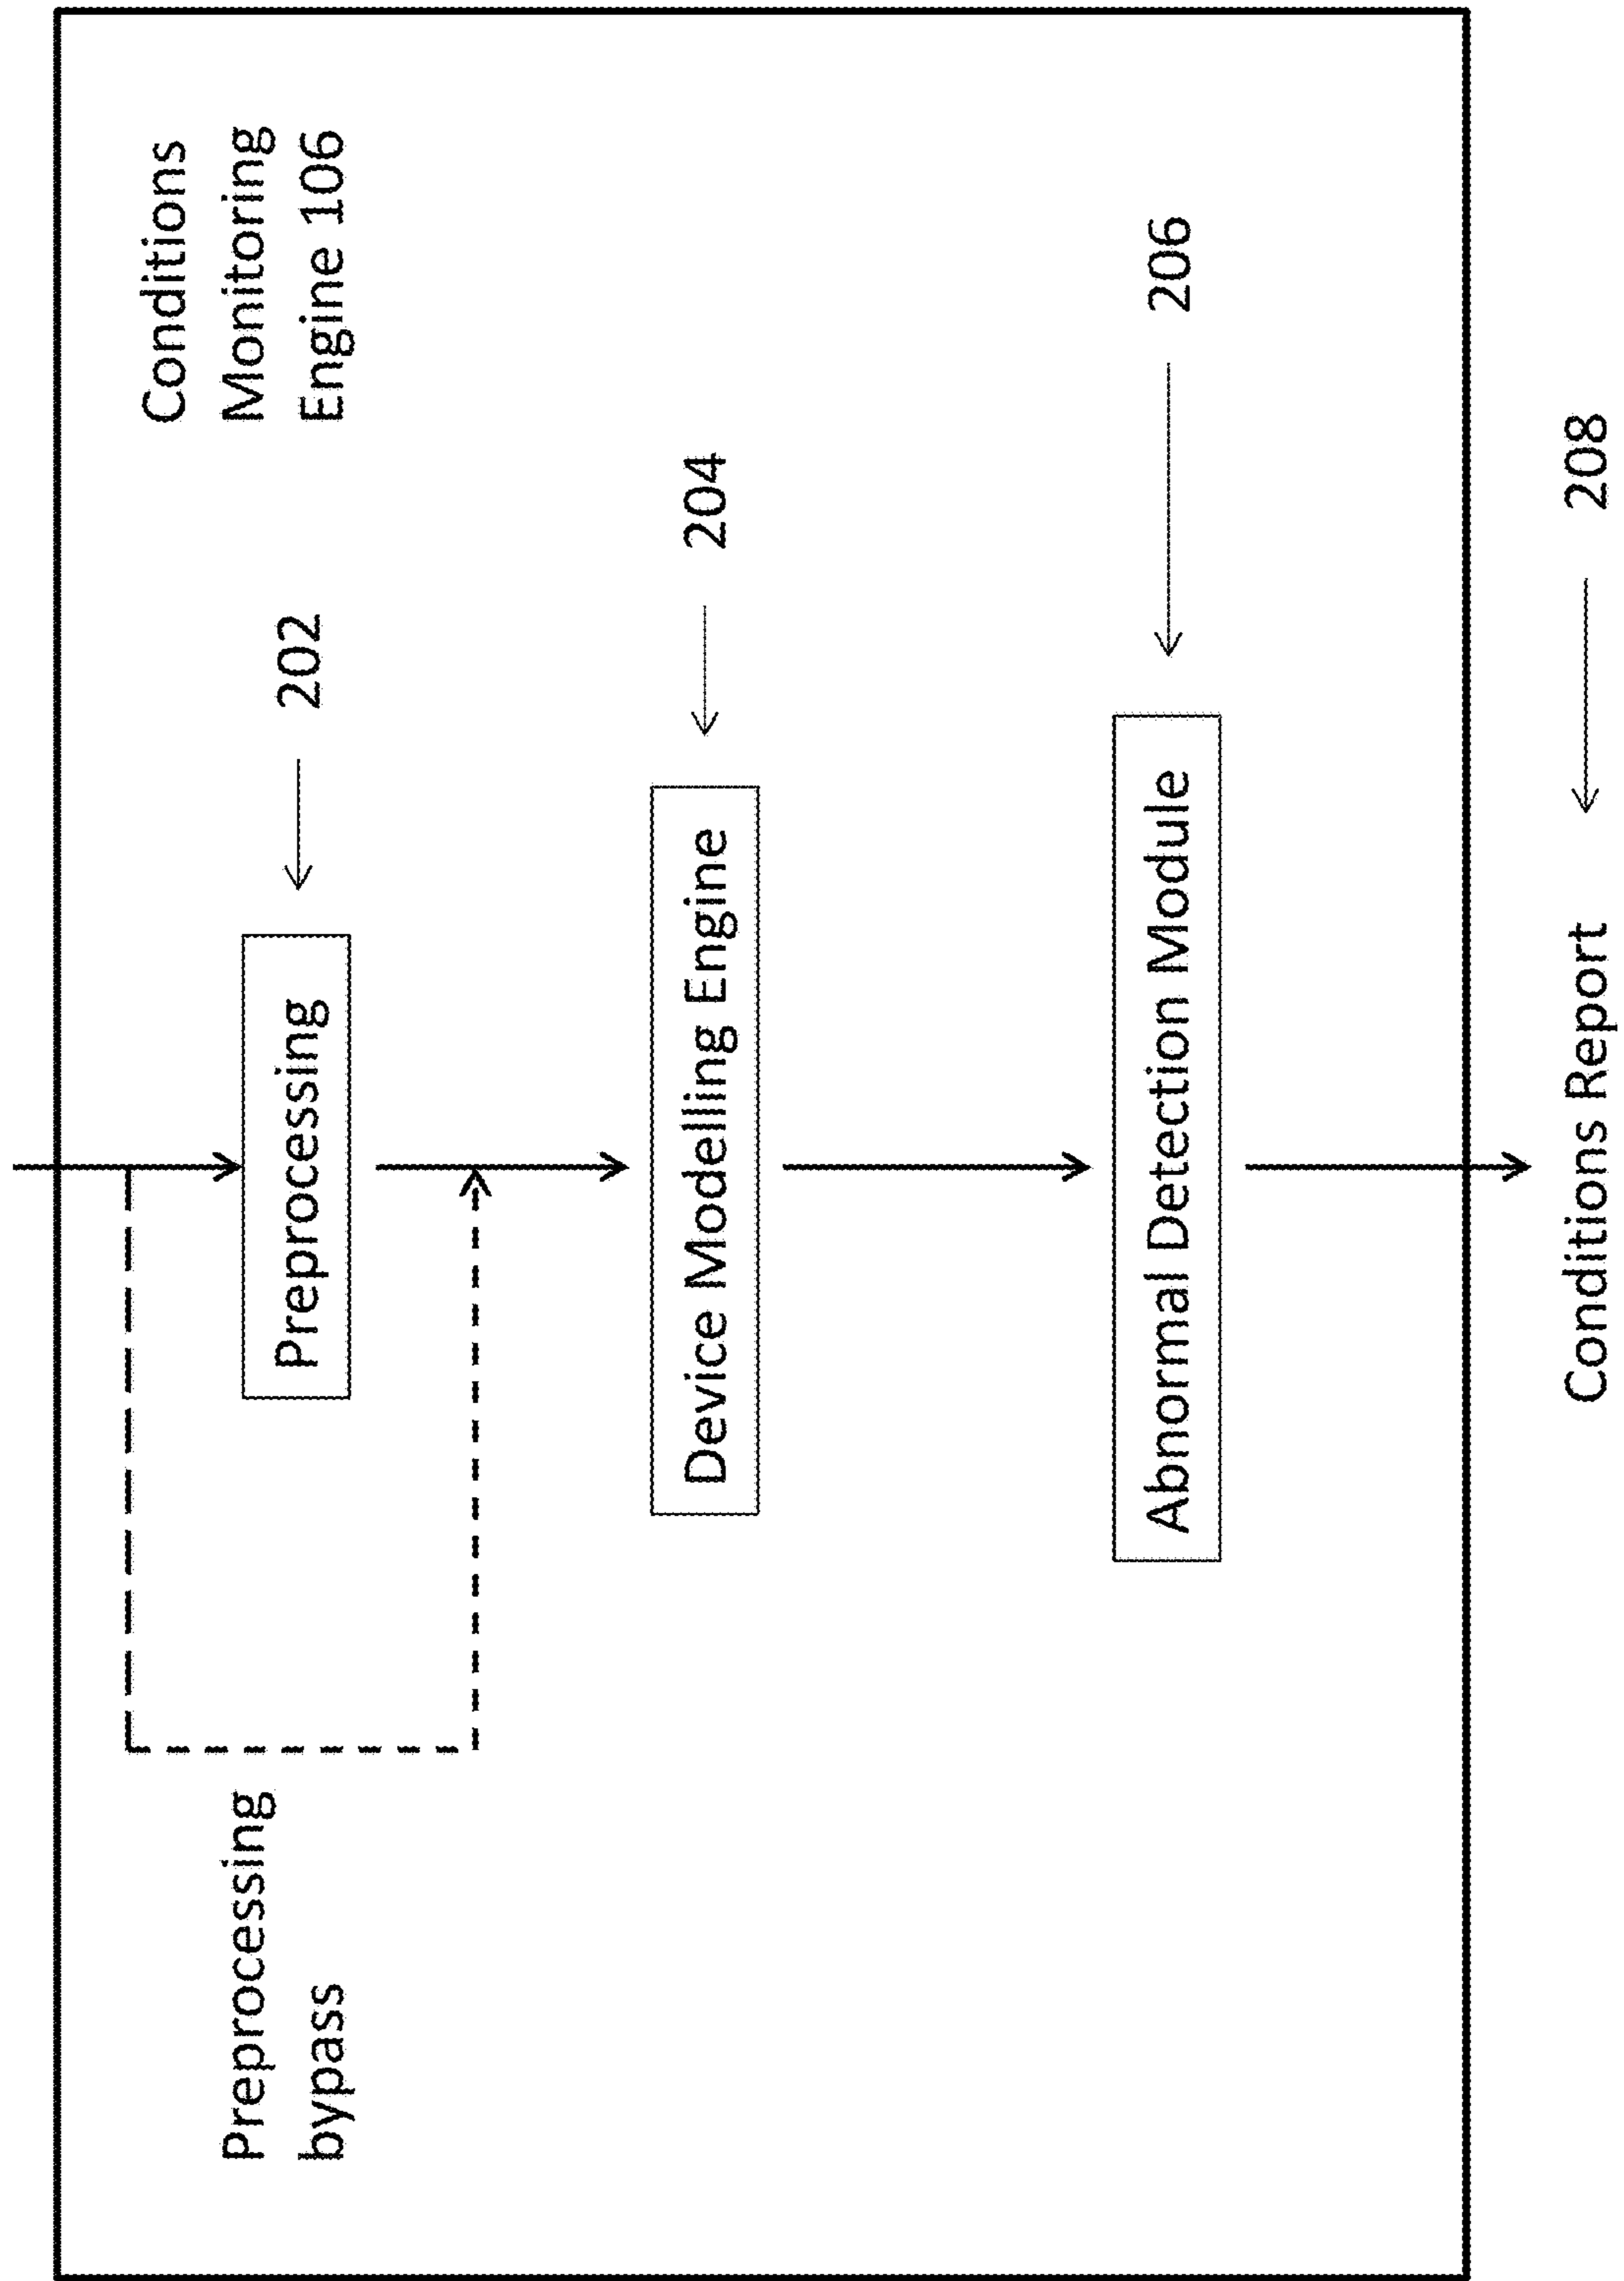 Conditions
Monitoring
Engine 106
Preprocessing
bypass
Preprocessing
202
Device Modelling Engine
204
Abnormal Detection Module
206
Conditions Report
208